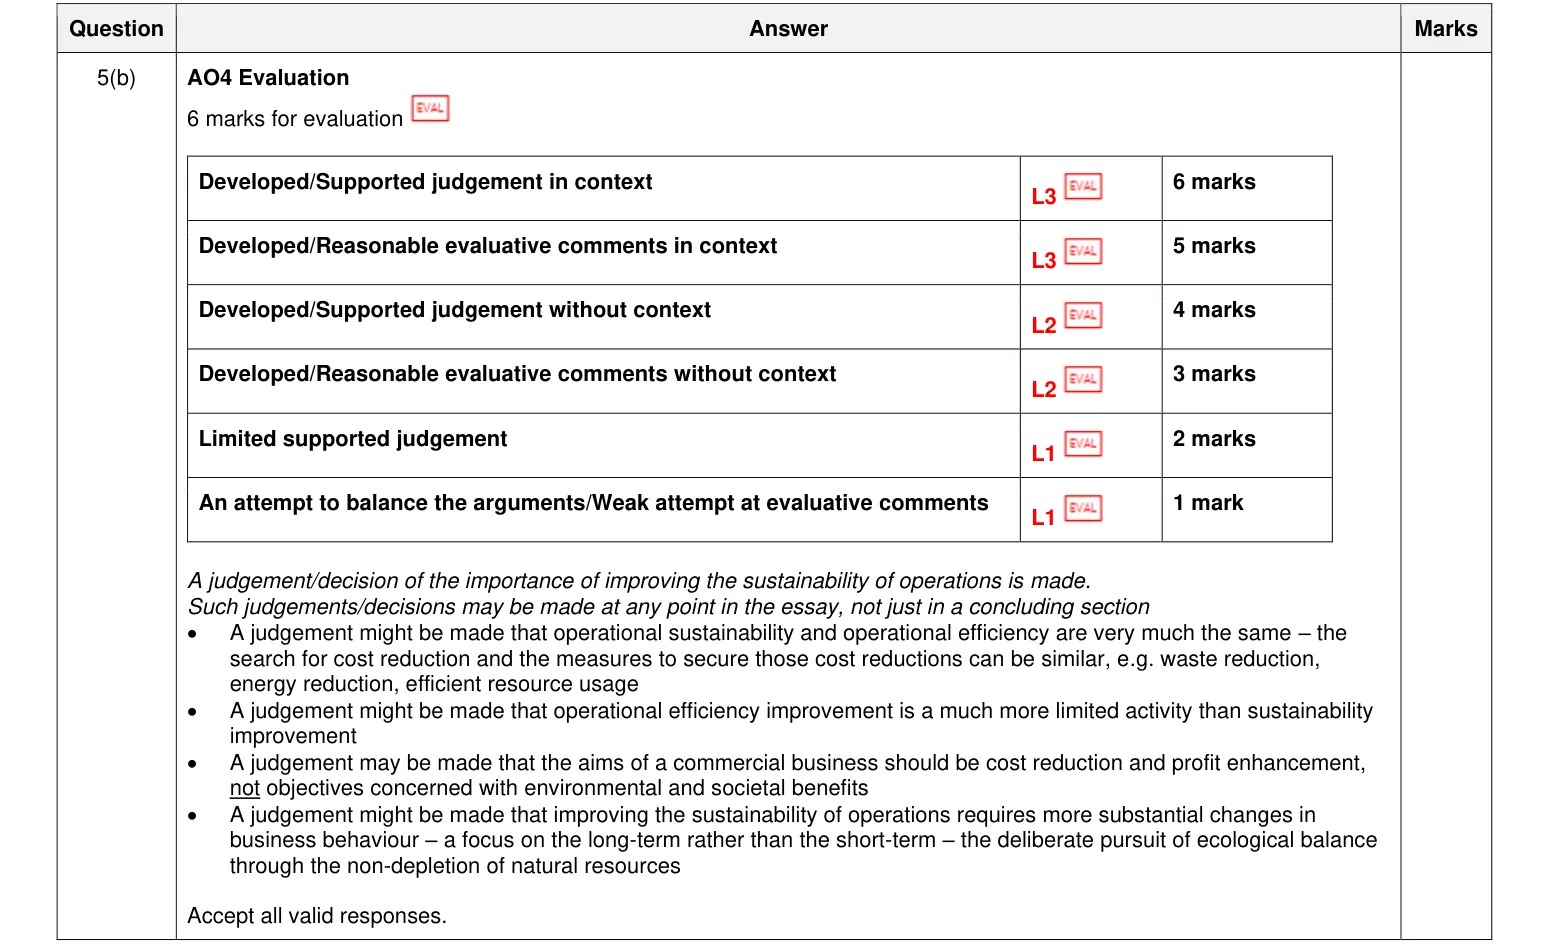 Question Answer Marks
5(b) AO4 Evaluation
6 marks for evaluation EVAL
Developed/Supported judgement in context L3 EVAL 6 marks
Developed/Reasonable evaluative comments in context L3 EVAL 5 marks
Developed/Supported judgement without context L2 EVAL 4 marks
Developed/Reasonable evaluative comments without context L2 EVAL 3 marks
Limited supported judgement L1 EVAL 2 marks
An attempt to balance the arguments/Weak attempt at evaluative comments L1 EVAL 1 mark
A judgement/decision of the importance of improving the sustainability of operations is made.
Such judgements/decisions may be made at any point in the essay, not just in a concluding section
• A judgement might be made that operational sustainability and operational efficiency are very much the same – the
search for cost reduction and the measures to secure those cost reductions can be similar, e.g. waste reduction,
energy reduction, efficient resource usage
• A judgement might be made that operational efficiency improvement is a much more limited activity than sustainability
improvement
• A judgement may be made that the aims of a commercial business should be cost reduction and profit enhancement,
not objectives concerned with environmental and societal benefits
• A judgement might be made that improving the sustainability of operations requires more substantial changes in
business behaviour – a focus on the long-term rather than the short-term – the deliberate pursuit of ecological balance
through the non-depletion of natural resources
Accept all valid responses.